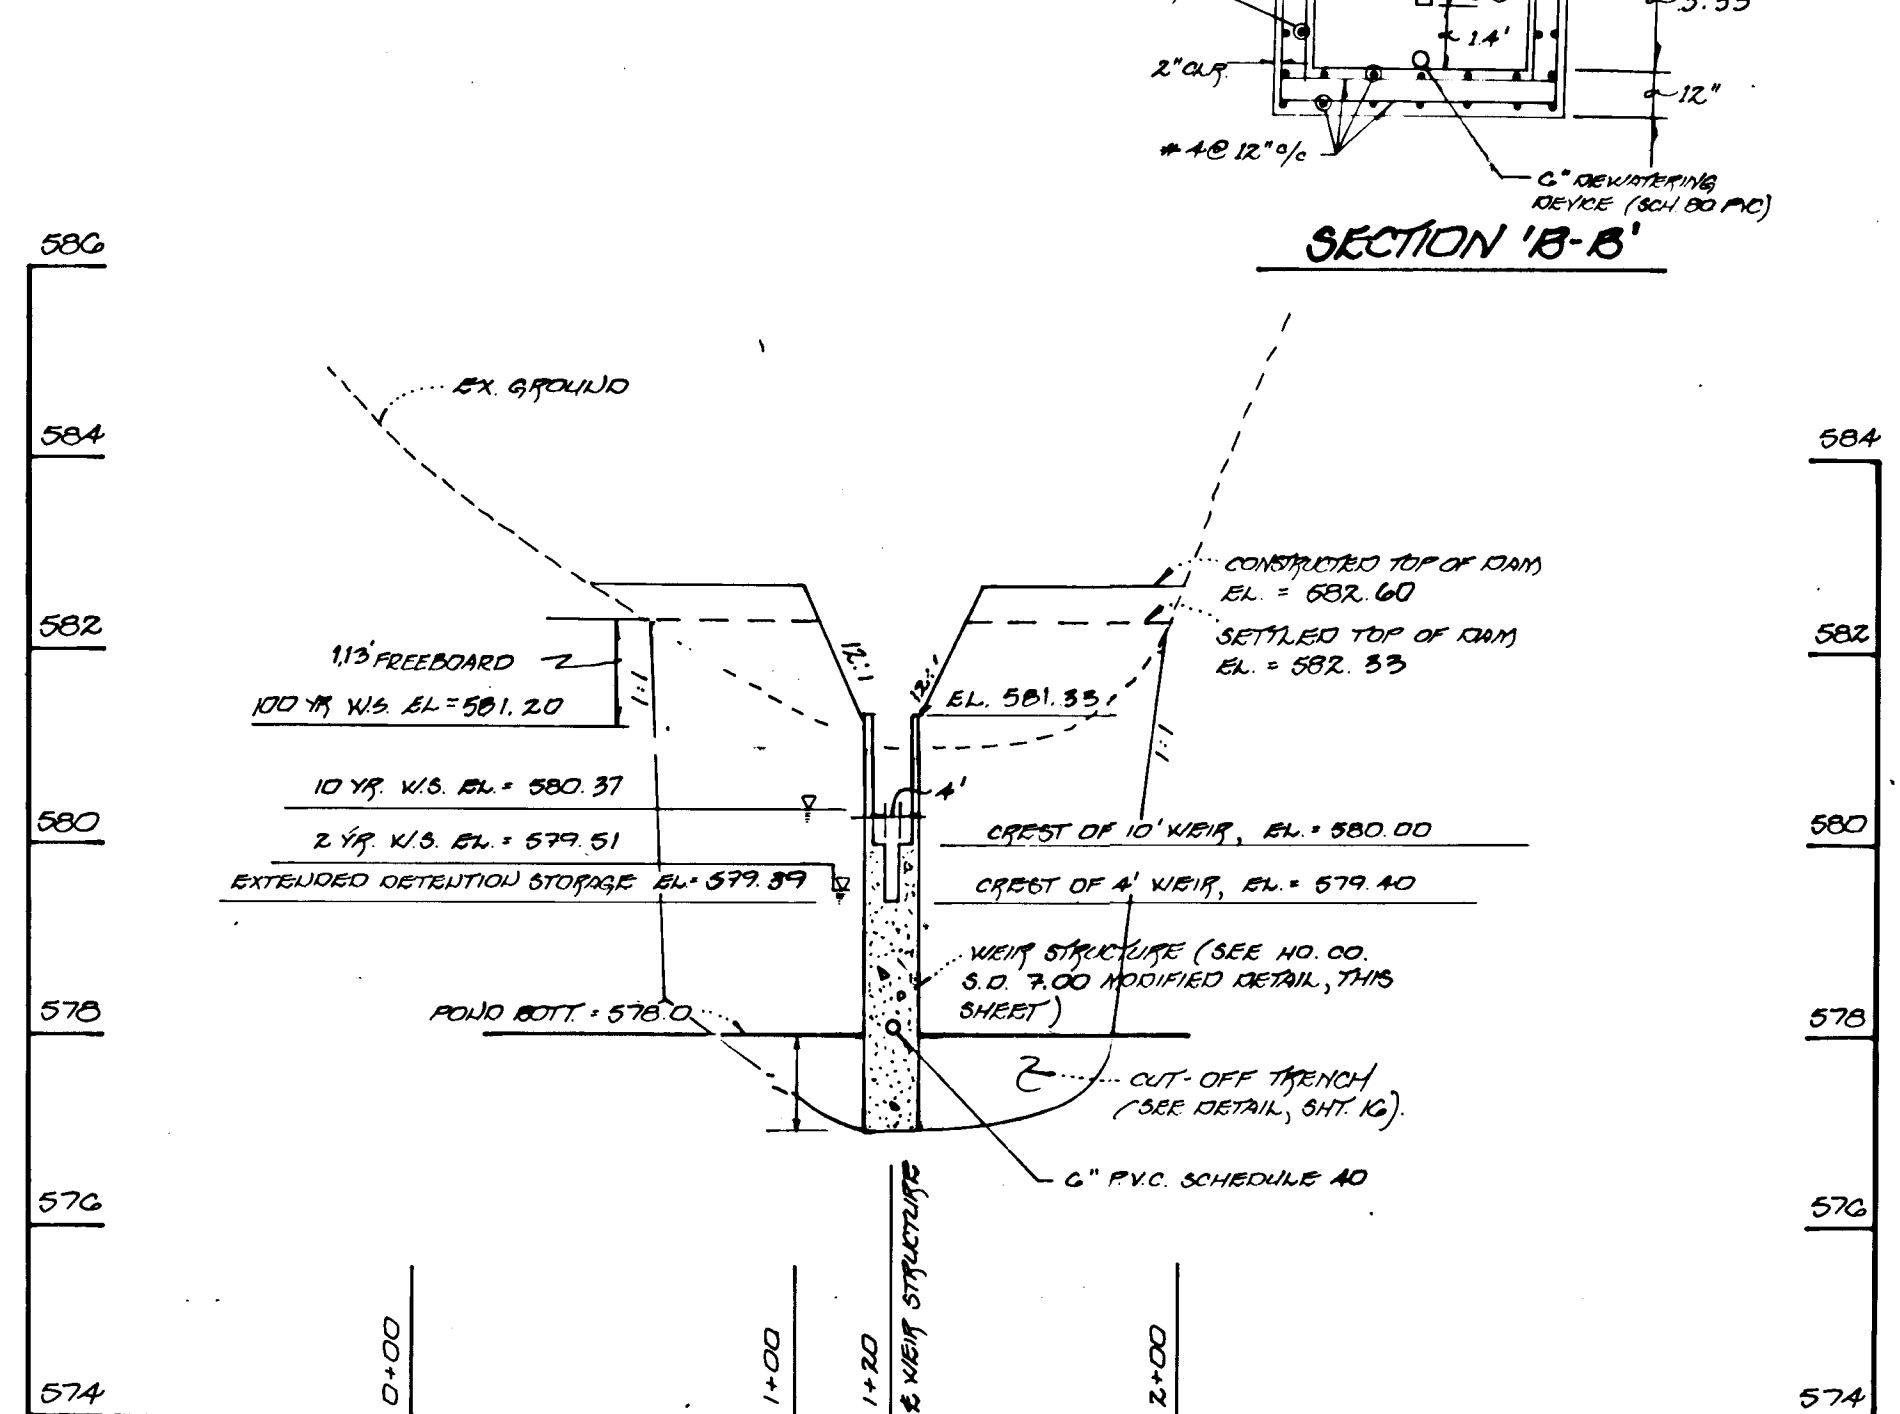 3.33
1.4'
2" CLR.
12"
# 4 @ 12" o/c
6" DEWATERING
DEVICE (SCH. 80 PVC)
SECTION 'B-B'
586
EX. GROUND
584
584
CONSTRUCTED TOP OF DAM
EL. = 582.60
582
SETTLED TOP OF DAM
EL. = 582.33
582
1.13' FREEBOARD
1:1
12:1
12:1
100 YR W.S. EL = 581.20
EL. 581.33
1:1
10 YR. W.S. EL. = 580.37
4'
580
2 YR. W.S. EL. = 579.51
CREST OF 10' WEIR, EL. = 580.00
580
EXTENDED DETENTION STORAGE EL = 579.39
CREST OF 4' WEIR, EL. = 579.40
WEIR STRUCTURE (SEE HO. CO.
S.D. 7.00 MODIFIED DETAIL, THIS
SHEET)
578
POND BOTT. = 578.0
578
CUT-OFF TRENCH
(SEE DETAIL, SHT. 16).
6" P.V.C. SCHEDULE 40
576
576
0+00
1+00
1+20
℄ WEIR STRUCTURE
2+00
574
574